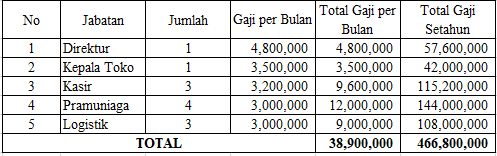 No Jabatan Jumlah Gaji per Bulan Total Gaji per Bulan Total Gaji Setahun
1 Direktur 1 4,800,000 4,800,000 57,600,000
2 Kepala Toko 1 3,500,000 3,500,000 42,000,000
3 Kasir 3 3,200,000 9,600,000 115,200,000
4 Pramuniaga 4 3,000,000 12,000,000 144,000,000
5 Logistik 3 3,000,000 9,000,000 108,000,000
TOTAL 38,900,000 466,800,000